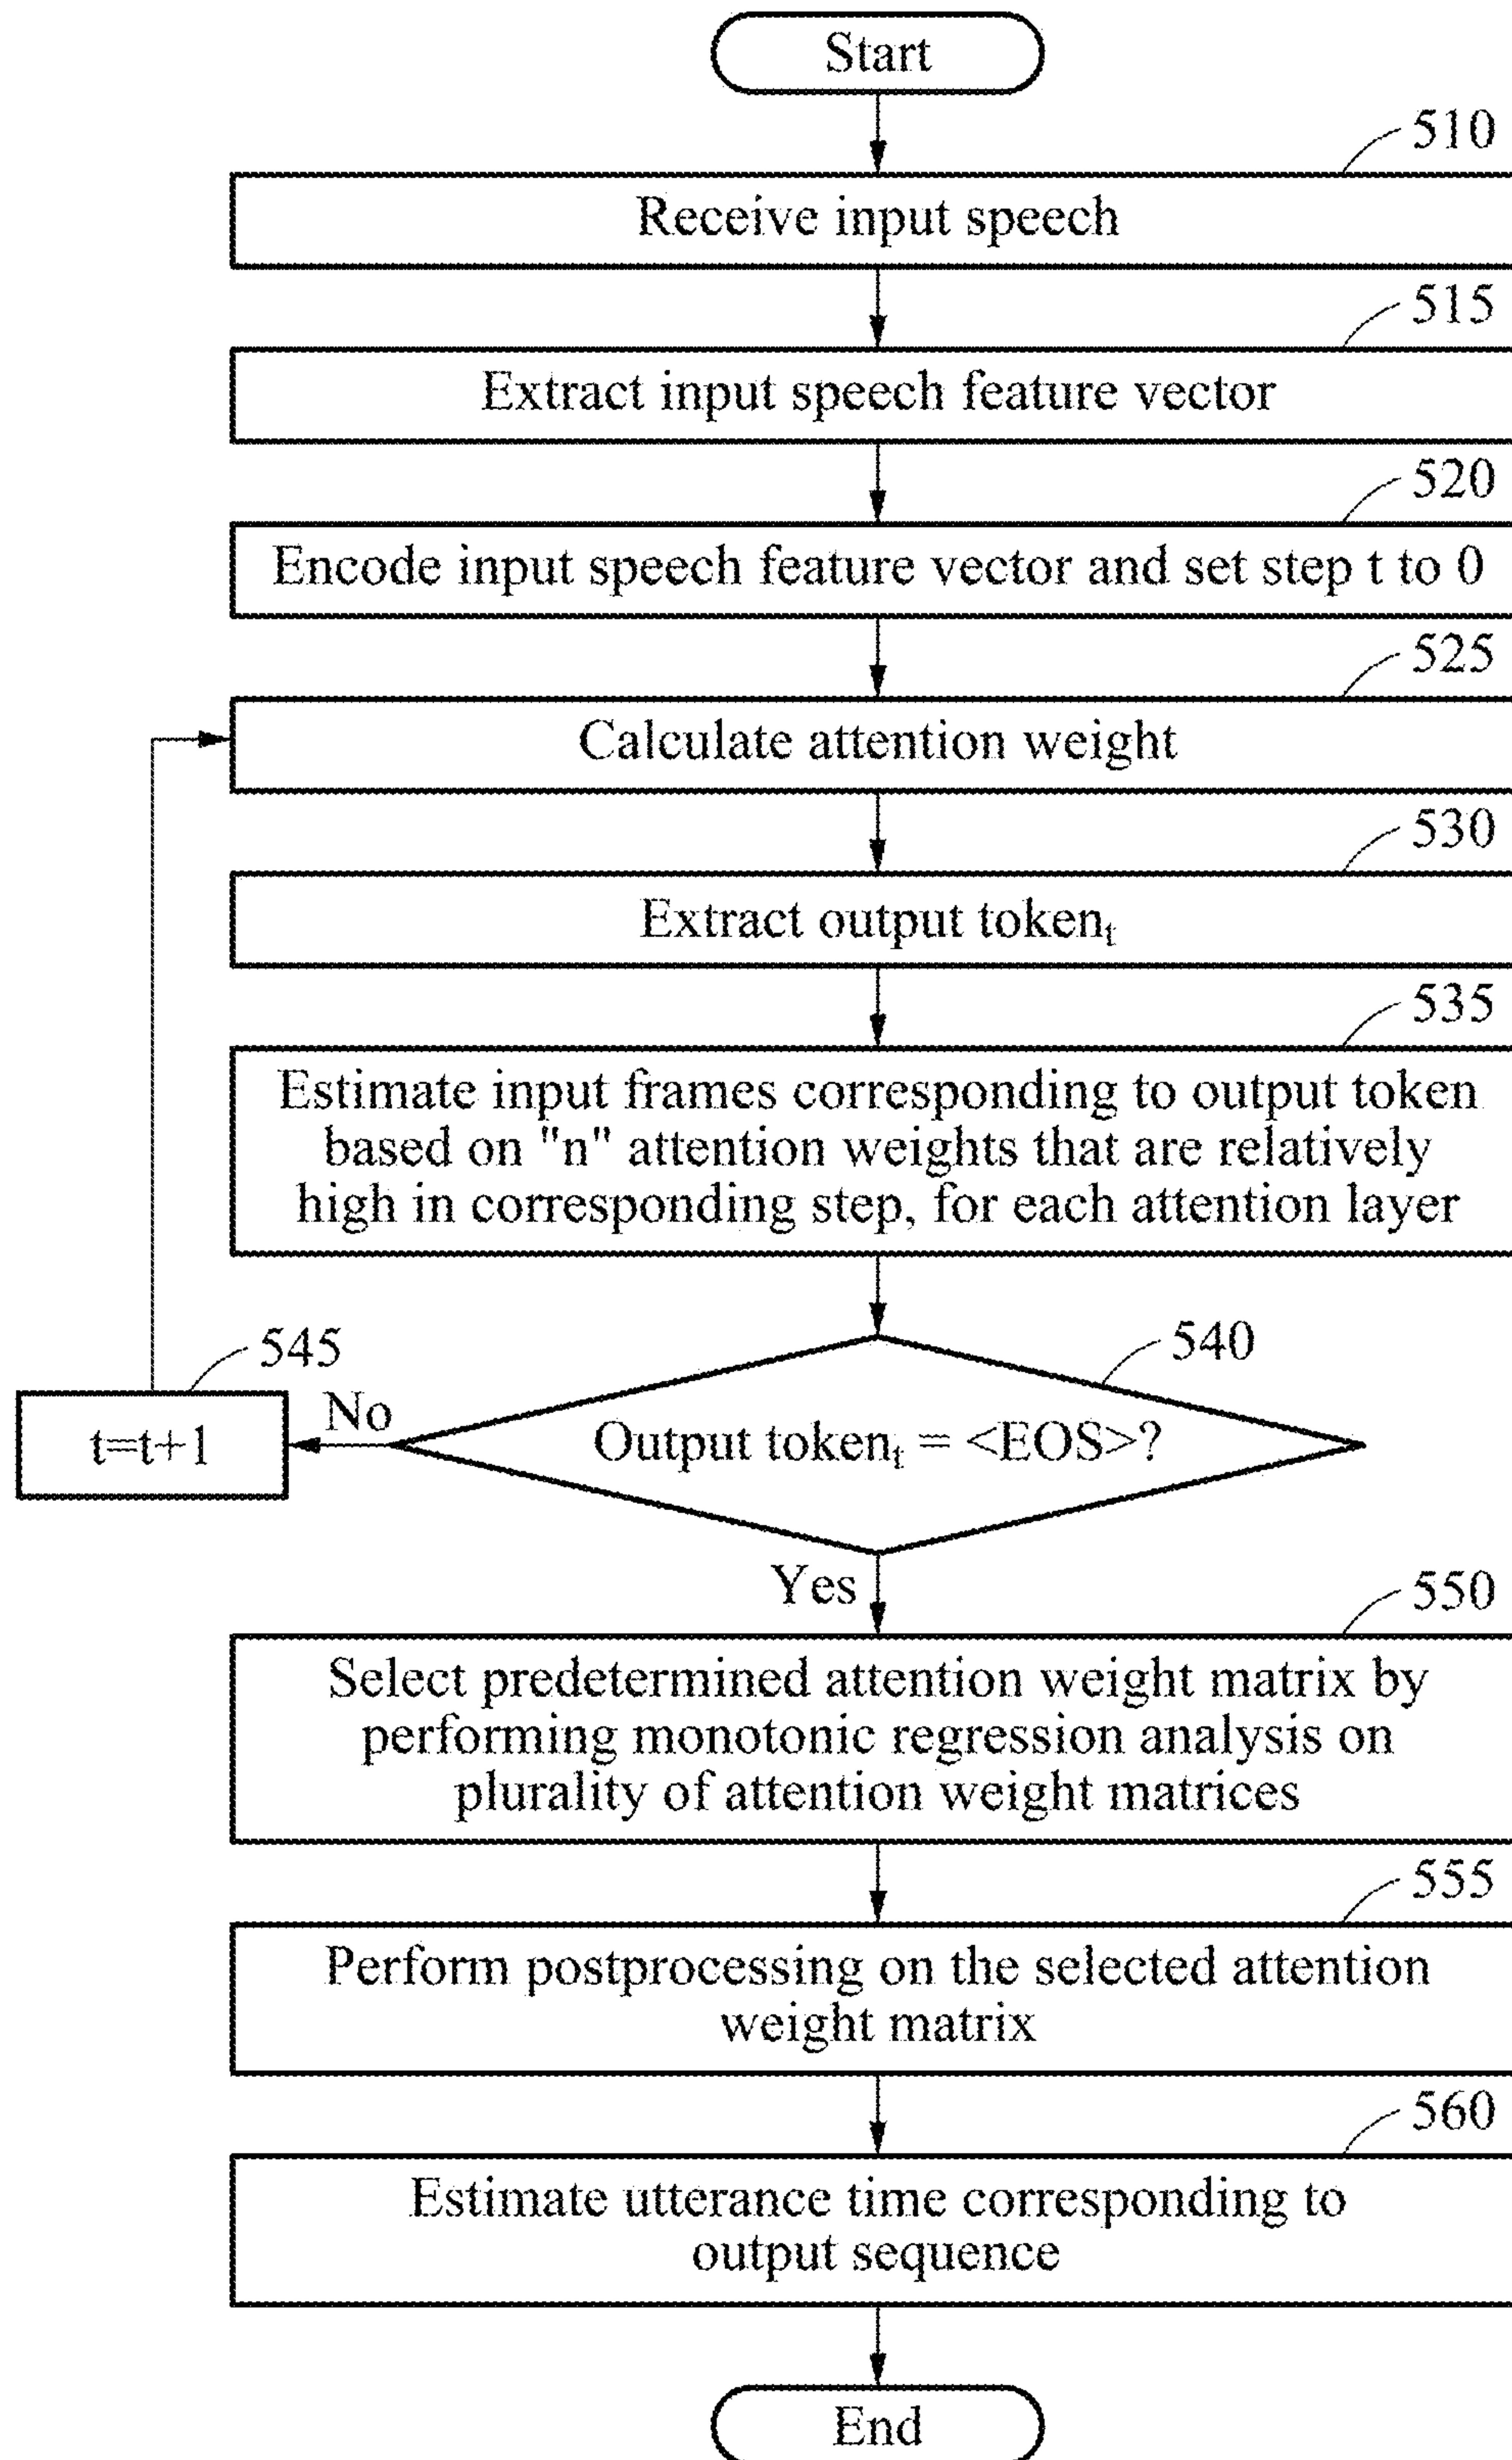 Start
510
Receive input speech
515
Extract input speech feature vector
520
Encode input speech feature vector and set step t to 0
525
Calculate attention weight
530
Extract output tokenₜ
535
Estimate input frames corresponding to output token
based on "n" attention weights that are relatively
high in corresponding step, for each attention layer
540
Output tokenₜ = <EOS>?
No
545
t=t+1
Yes
550
Select predetermined attention weight matrix by
performing monotonic regression analysis on
plurality of attention weight matrices
555
Perform postprocessing on the selected attention
weight matrix
560
Estimate utterance time corresponding to
output sequence
End